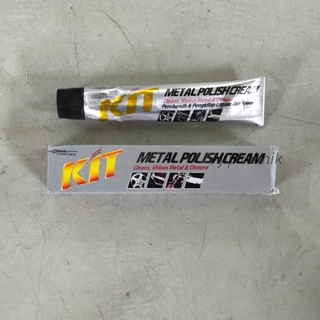 KIT
METAL POLISH CREAM
Cleans, Shines Metal & Chrome
Pembersih & Pengkilap Logam dan Krom
KIT
METAL POLISH CREAM
Cleans, Shines Metal & Chrome